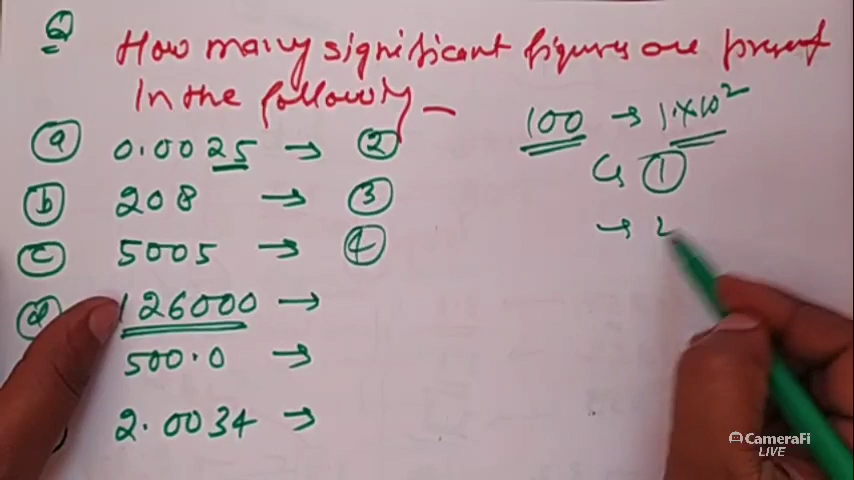 Q How many significant figures are present
In the following —
(a) 0.0025 → (2)
(b) 208 → (3)
(c) 5005 → (4)
(d) 126000 →
500.0 →
2.0034 →
100 → 1.×10²
↳ (1)
→
CameraFi
LIVE